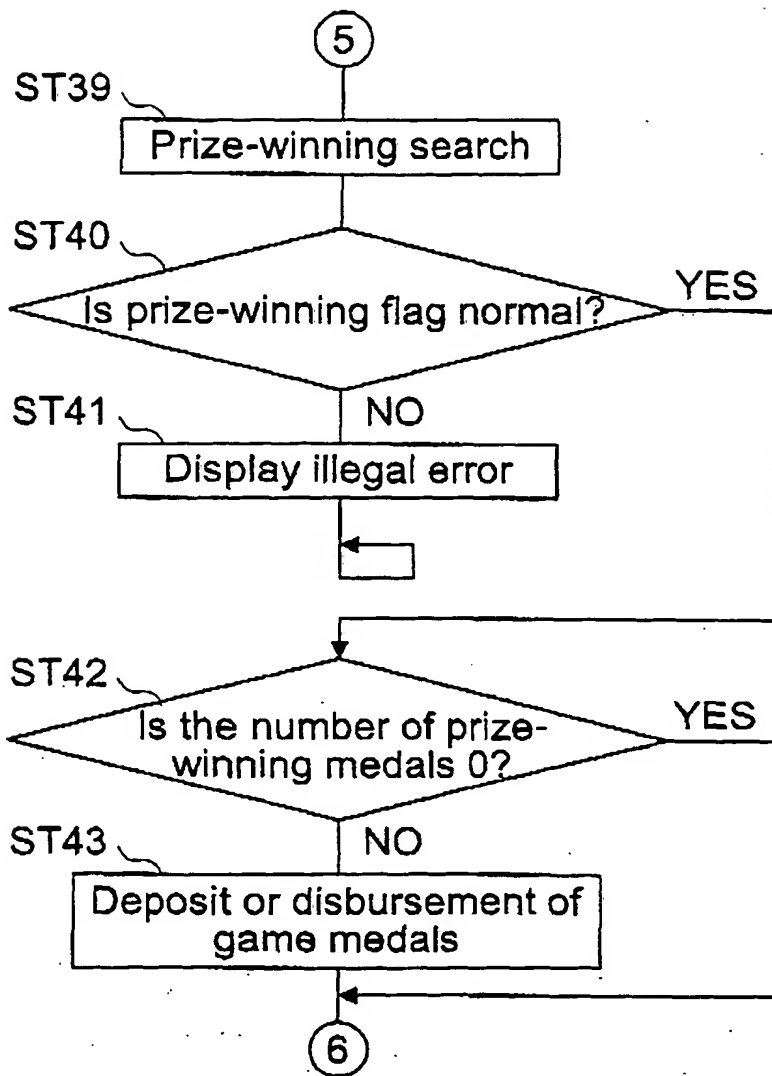 5
ST39
Prize-winning search
ST40
Is prize-winning flag normal?
YES
NO
ST41
Display illegal error
ST42
Is the number of prize-
winning medals 0?
YES
NO
ST43
Deposit or disbursement of
game medals
6